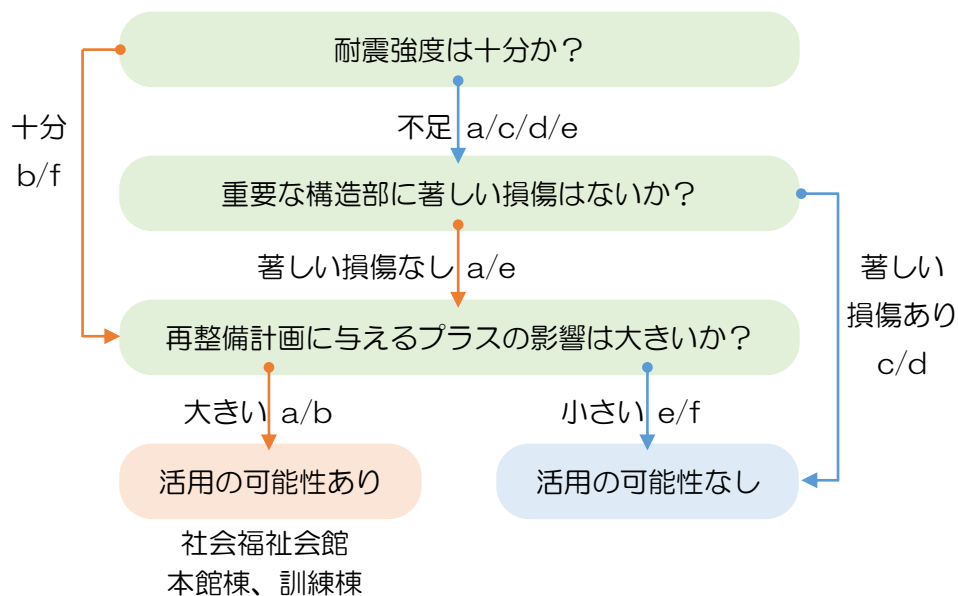 耐震強度は十分か？
十分
b/f
不足 a/c/d/e
重要な構造部に著しい損傷はないか？
著しい損傷なし a/e
著しい
損傷あり
c/d
再整備計画に与えるプラスの影響は大きいか？
大きい a/b
小さい e/f
活用の可能性あり
活用の可能性なし
社会福祉会館
本館棟、訓練棟